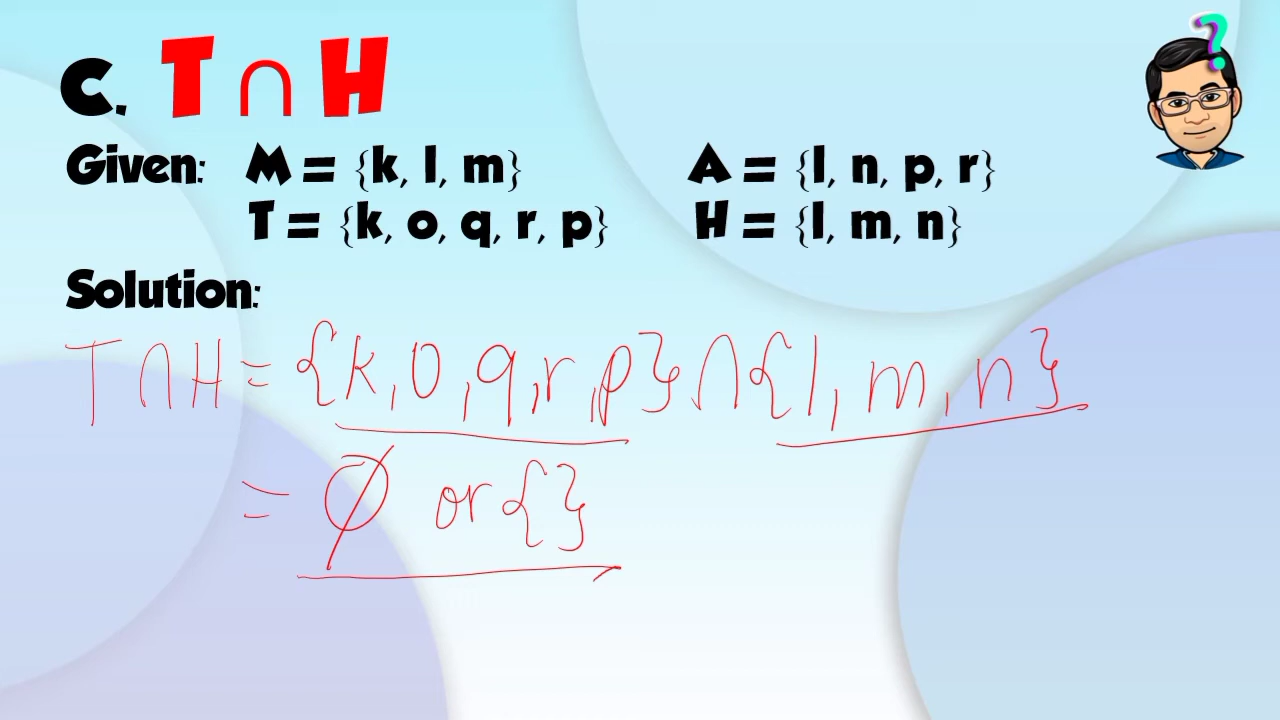 C. T ∩ H
Given: M = {k, l, m} A = {l, n, p, r}
T = {k, o, q, r, p} H = {l, m, n}
Solution:
T ∩ H = {k, o, q, r, p} ∩ {l, m, n}
= ∅ or { }
?